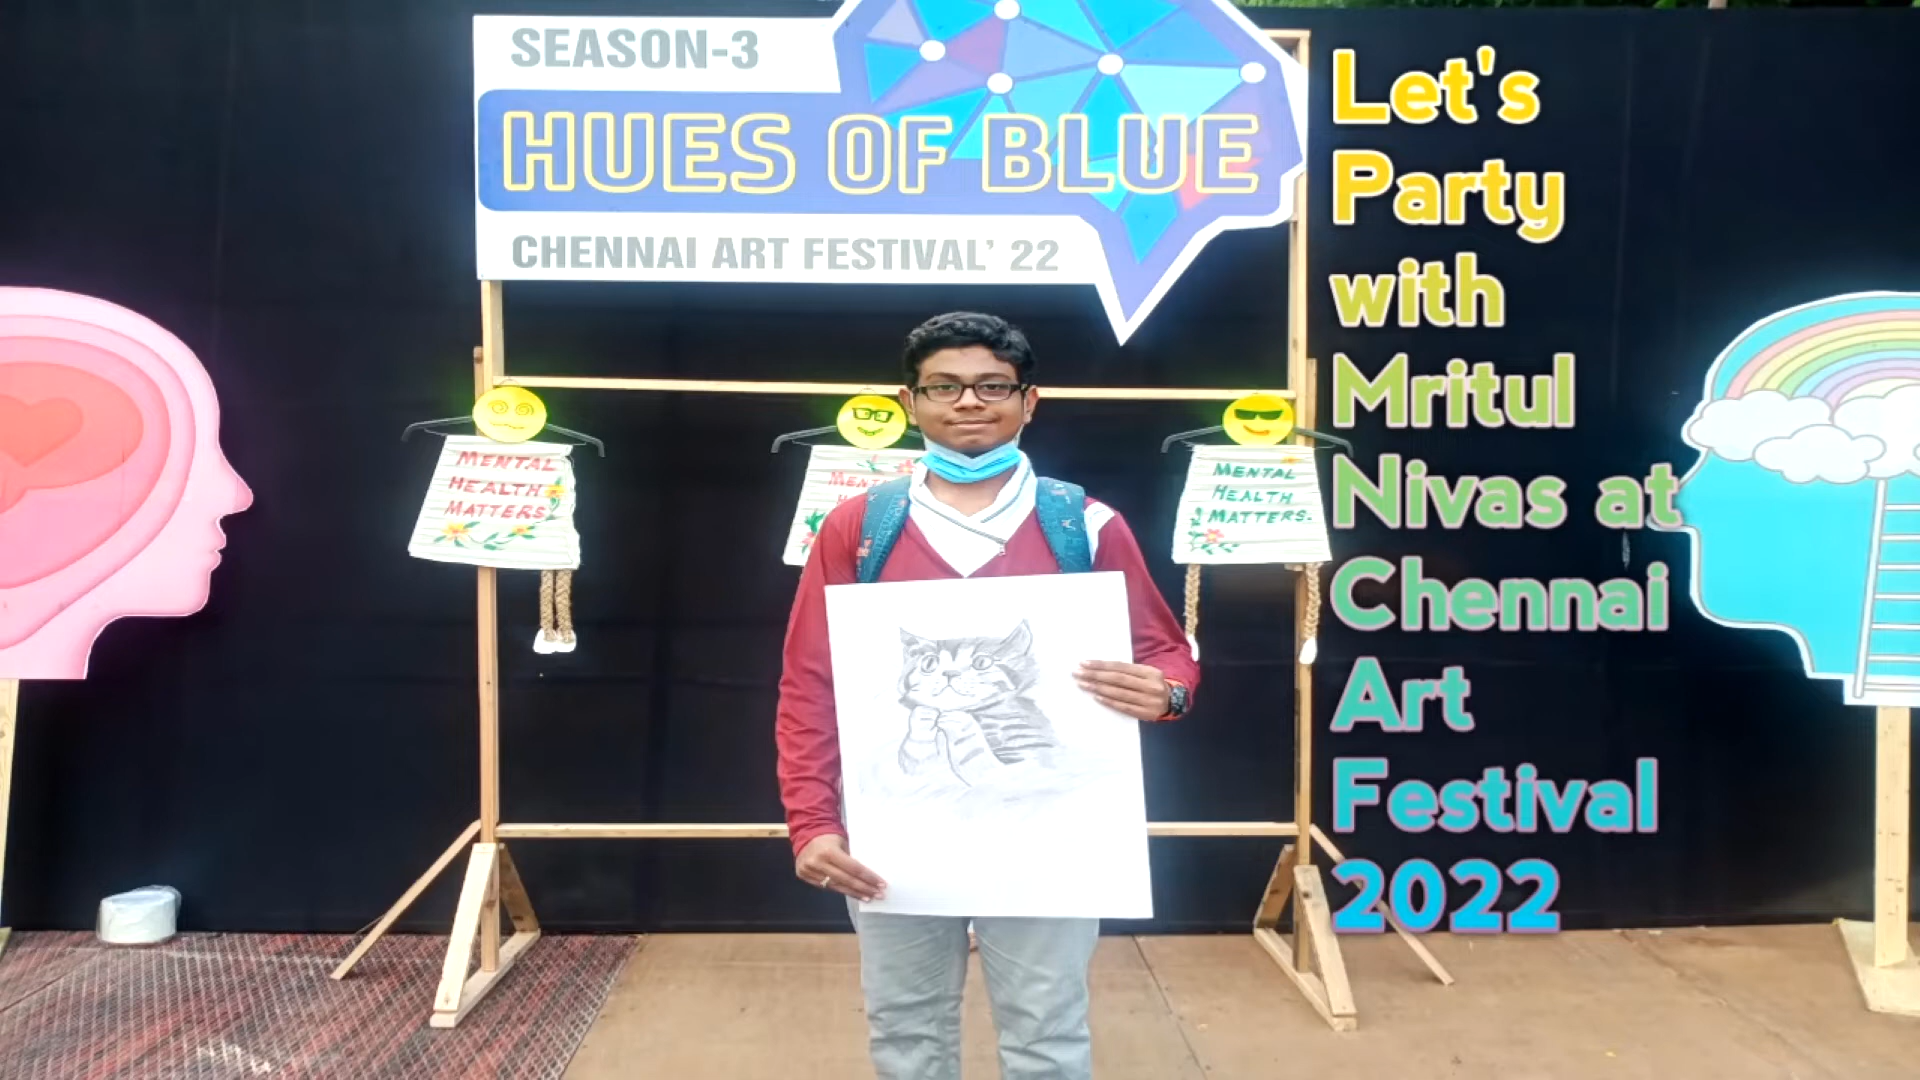 SEASON-3
HUES OF BLUE
CHENNAI ART FESTIVAL' 22
MENTAL
HEALTH
MATTERS
MENTAL
HEALTH
MATTERS.
Let's
Party
with
Mritul
Nivas at
Chennai
Art
Festival
2022